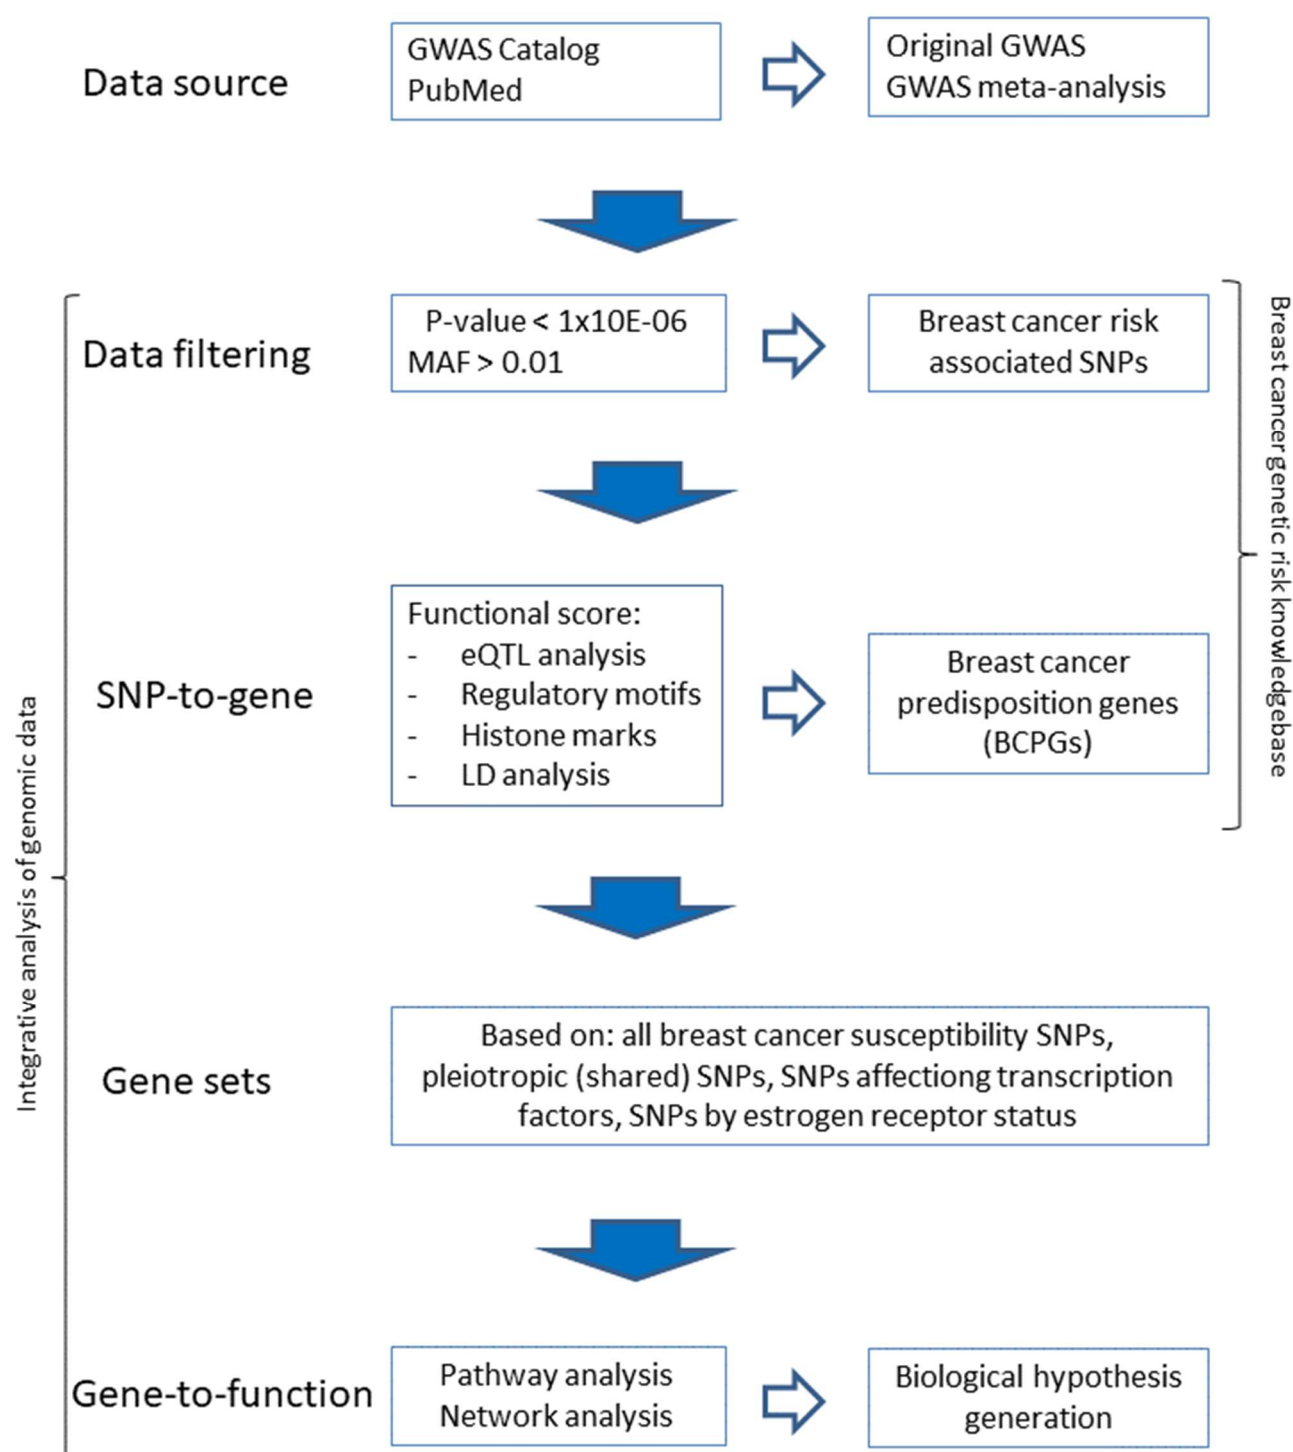 Data source
GWAS Catalog
PubMed
Original GWAS
GWAS meta-analysis
Data filtering
P-value < 1x10E-06
MAF > 0.01
Breast cancer risk
associated SNPs
SNP-to-gene
Functional score:
- eQTL analysis
- Regulatory motifs
- Histone marks
- LD analysis
Breast cancer
predisposition genes
(BCPGs)
Breast cancer genetic risk knowledgebase
Gene sets
Based on: all breast cancer susceptibility SNPs,
pleiotropic (shared) SNPs, SNPs affectiong transcription
factors, SNPs by estrogen receptor status
Gene-to-function
Pathway analysis
Network analysis
Biological hypothesis
generation
Integrative analysis of genomic data